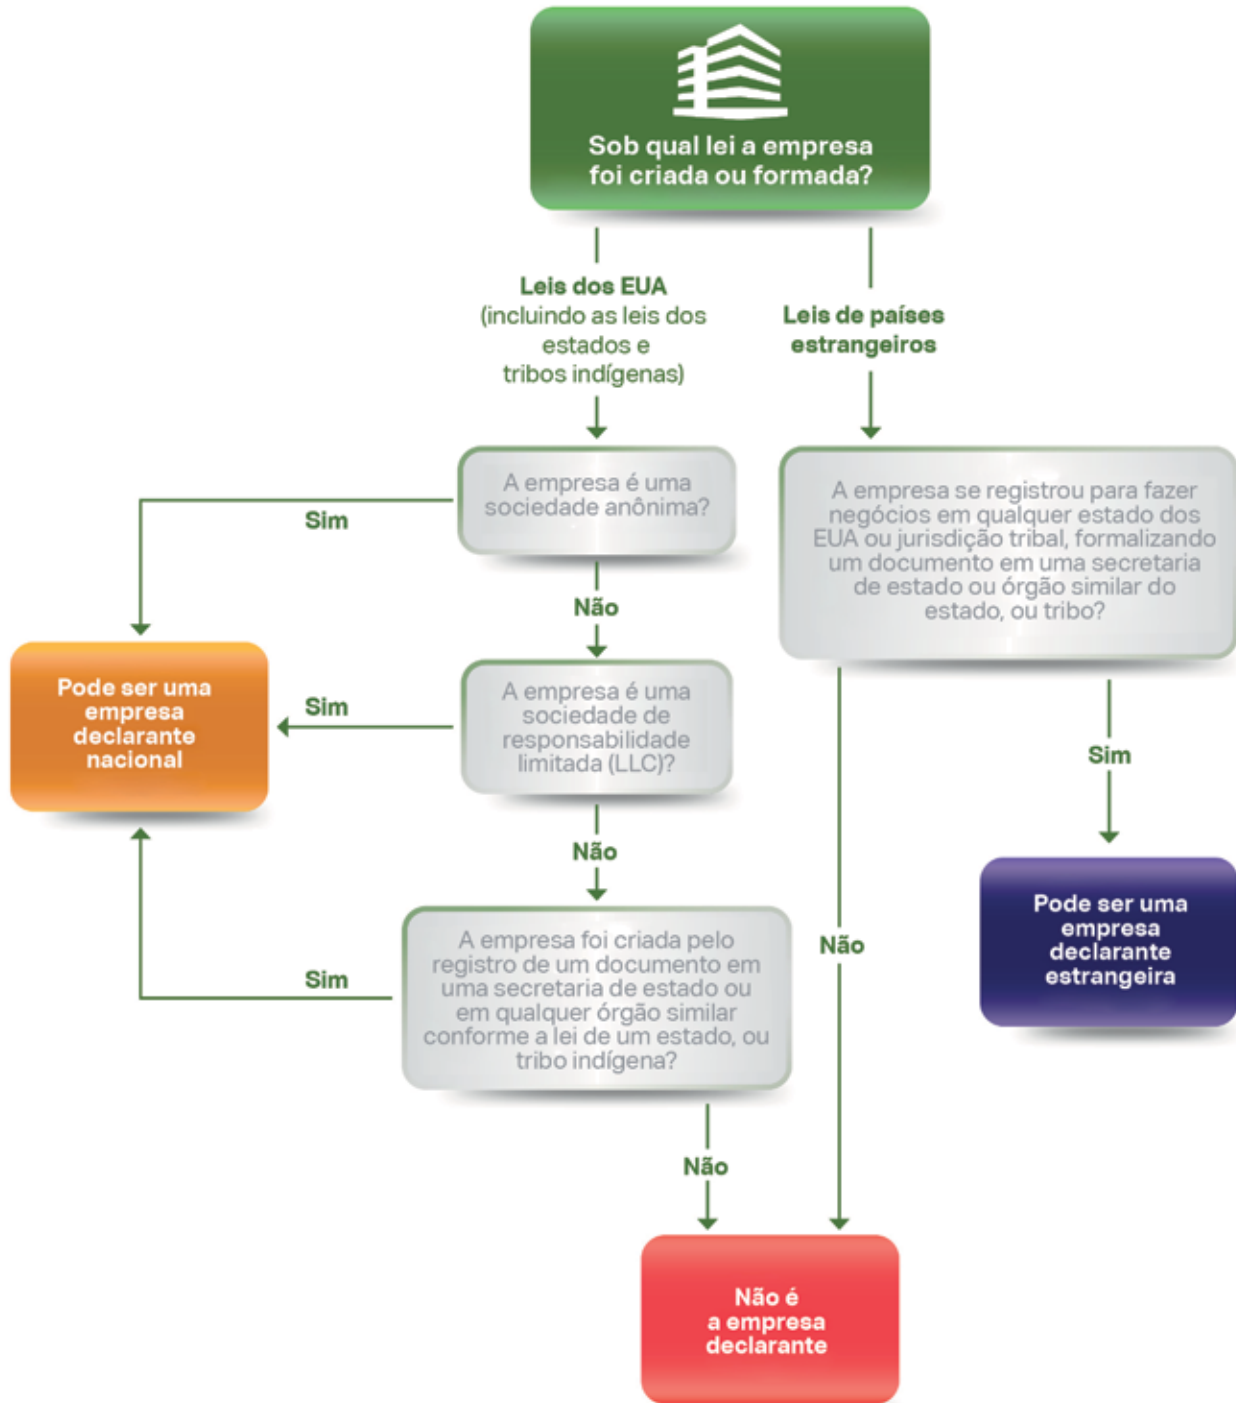 Sob qual lei a empresa
foi criada ou formada?
Leis dos EUA
(incluindo as leis dos
estados e
tribos indígenas)
Leis de países
estrangeiros
A empresa é uma
sociedade anônima?
Sim
Não
A empresa se registrou para fazer
negócios em qualquer estado dos
EUA ou jurisdição tribal, formalizando
um documento em uma secretaria
de estado ou órgão similar do
estado, ou tribo?
Pode ser uma
empresa
declarante
nacional
Sim
A empresa é uma
sociedade de
responsabilidade
limitada (LLC)?
Sim
Não
Pode ser uma
empresa
declarante
estrangeira
Sim
A empresa foi criada pelo
registro de um documento em
uma secretaria de estado ou
em qualquer órgão similar
conforme a lei de um estado, ou
tribo indígena?
Não
Não
Não é
a empresa
declarante